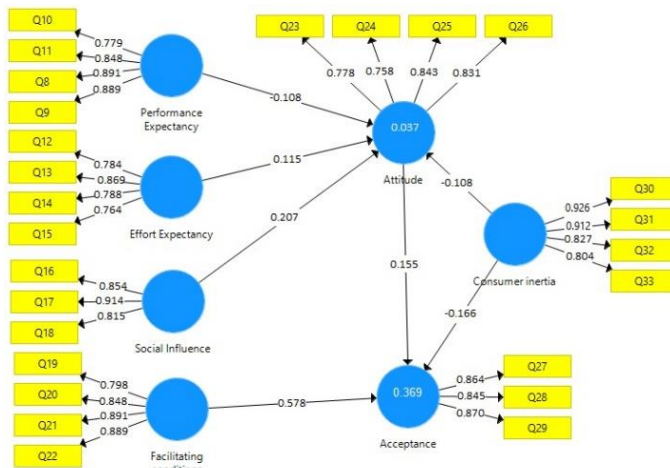 Q10
Q11
Q8
Q9
0.779
0.848
0.891
0.889
Performance
Expectancy
Q23
Q24
Q25
Q26
0.778
0.758
0.843
0.831
-0.108
0.037
Attitude
Q12
Q13
Q14
Q15
0.784
0.869
0.788
0.764
Effort Expectancy
0.115
0.207
-0.108
Q30
Q31
Q32
Q33
0.926
0.912
0.827
0.804
Consumer inertia
Q16
Q17
Q18
0.854
0.914
0.815
Social Influence
0.155
-0.166
Q19
Q20
Q21
Q22
0.798
0.848
0.891
0.889
Facilitating
conditions
0.578
0.369
Acceptance
0.864
0.845
0.870
Q27
Q28
Q29